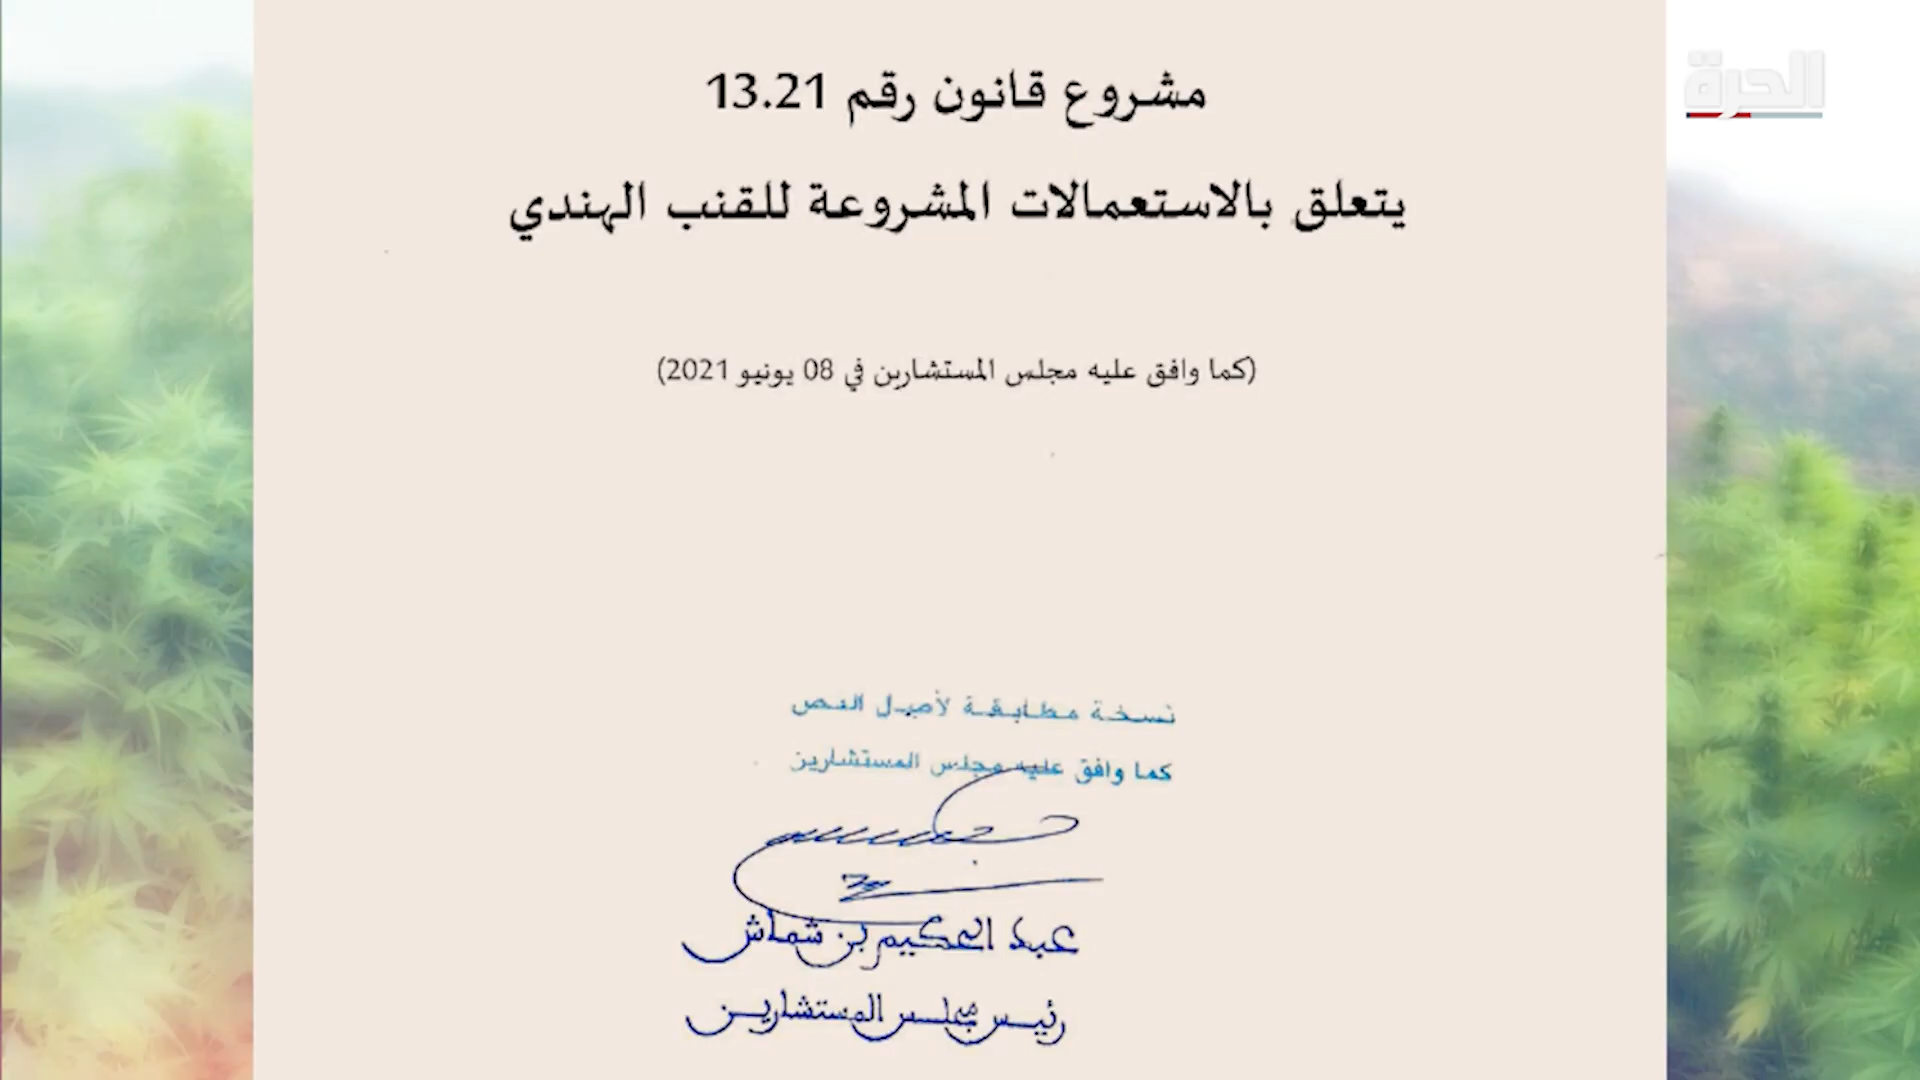 الحرة
مشروع قانون رقم 13.21
يتعلق بالاستعمالات المشروعة للقنب الهندي
(كما وافق عليه مجلس المستشارين في 08 يونيو 2021)
نسخة مطابقة لأصل النص
كما وافق عليه مجلس المستشارين
عبد الحكيم بن شماش
رئيس مجلس المستشارين